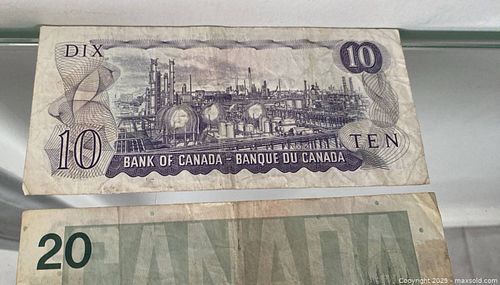 DIX
10
10
TEN
BANK OF CANADA - BANQUE DU CANADA
20
CANADA
Copyright 2025 - maxsold.com